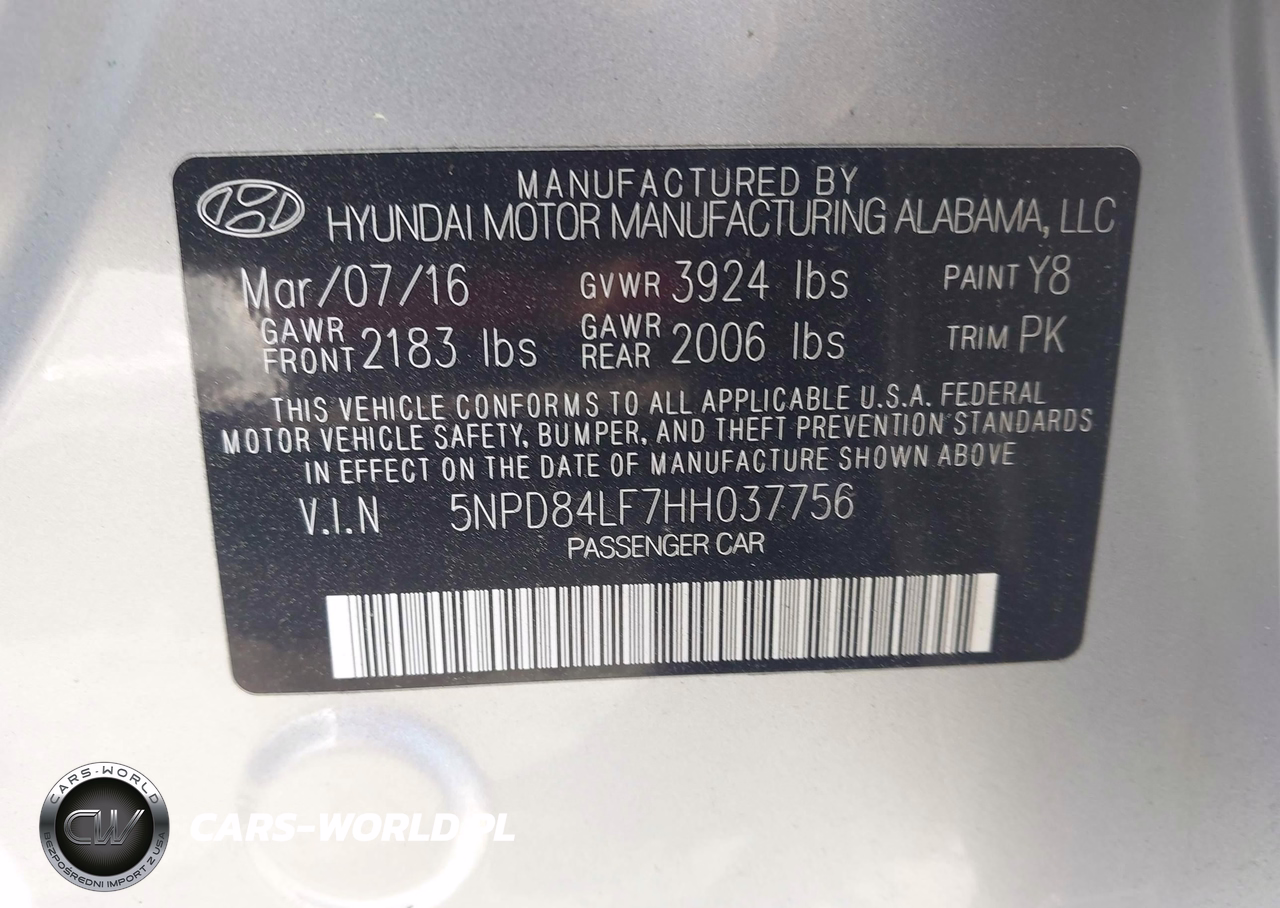 MANUFACTURED BY
HYUNDAI MOTOR MANUFACTURING ALABAMA, LLC
Mar/07/16 GVWR 3924 lbs PAINT Y8
GAWR FRONT 2183 lbs GAWR REAR 2006 lbs TRIM PK
THIS VEHICLE CONFORMS TO ALL APPLICABLE U.S.A. FEDERAL
MOTOR VEHICLE SAFETY, BUMPER, AND THEFT PREVENTION STANDARDS
IN EFFECT ON THE DATE OF MANUFACTURE SHOWN ABOVE
V.I.N 5NPD84LF7HH037756
PASSENGER CAR
CARS-WORLD
CW
BEZPOŚREDNI IMPORT Z USA
CARS-WORLD.PL